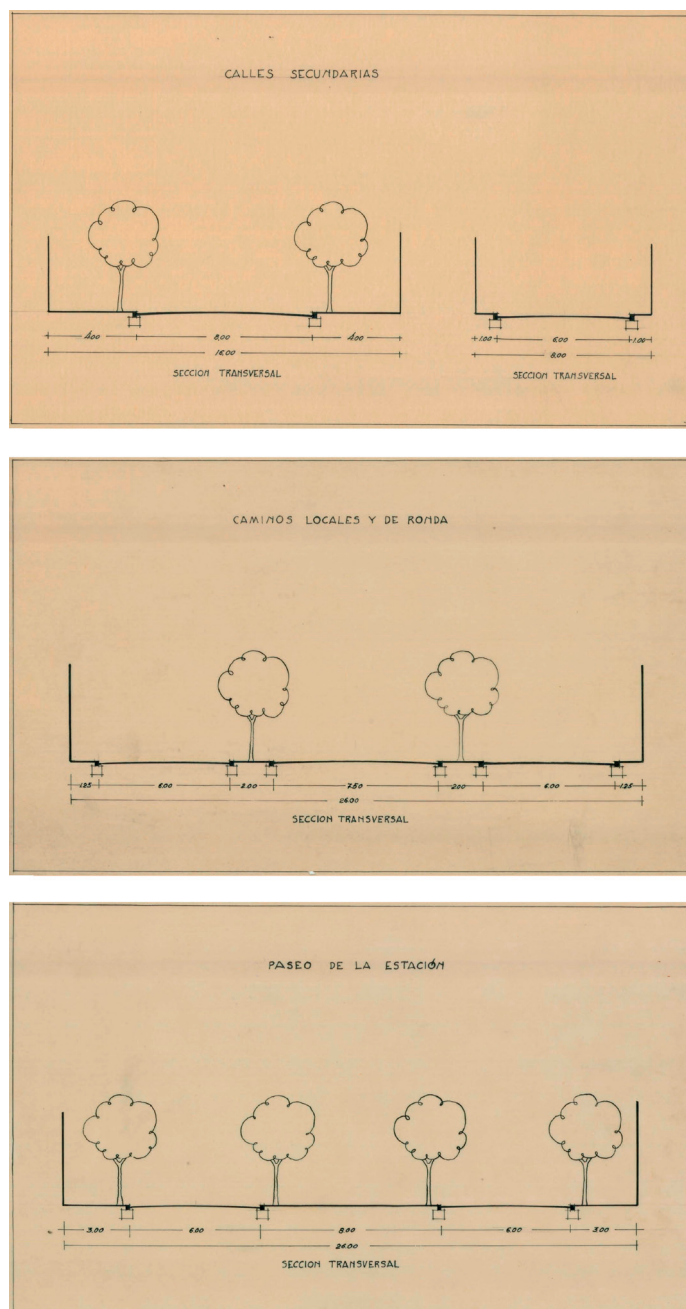 CALLES SECUNDARIAS
4.00 8.00 4.00
16.00
SECCION TRANSVERSAL
1.00 6.00 1.00
8.00
SECCION TRANSVERSAL
CAMINOS LOCALES Y DE RONDA
1.25 6.00 2.00 7.50 2.00 6.00 1.25
26.00
SECCION TRANSVERSAL
PASEO DE LA ESTACIÓN
3.00 6.00 8.00 6.00 3.00
26.00
SECCION TRANSVERSAL